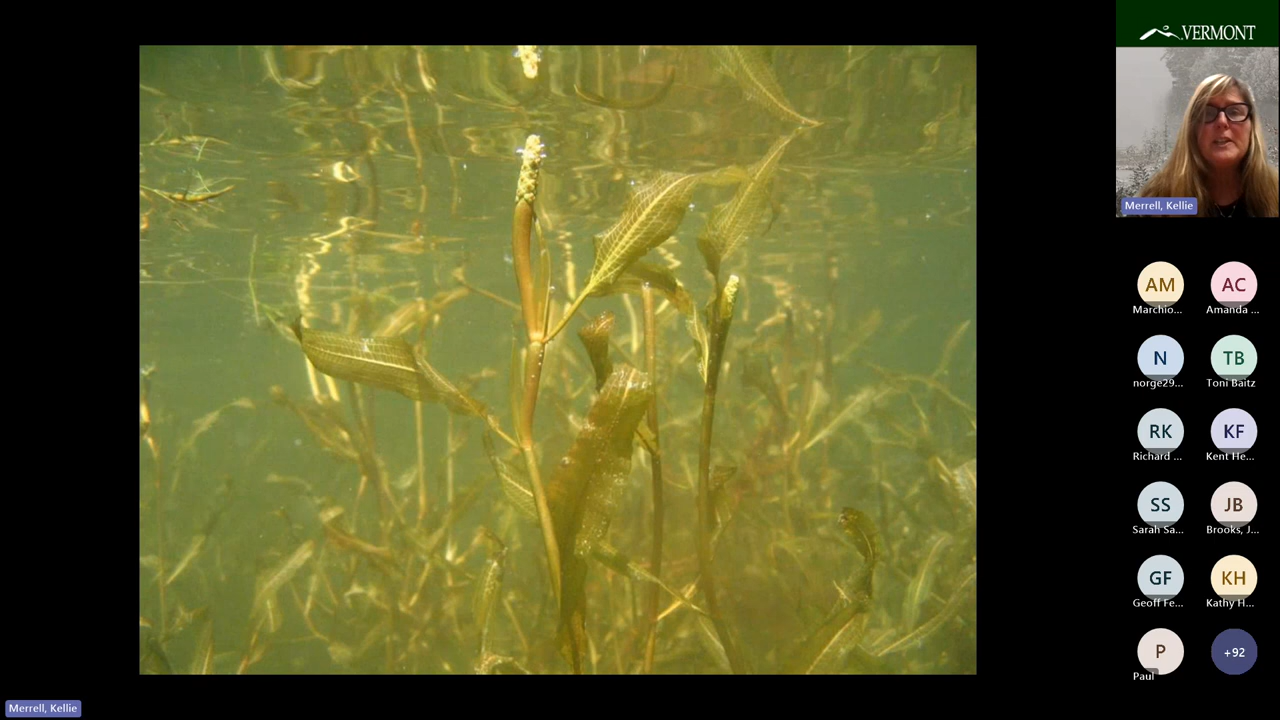 VERMONT
Merrell, Kellie
AM
AC
Marchio...
Amanda ...
N
TB
norge29...
Toni Baitz
RK
KF
Richard ...
Kent He...
SS
JB
Sarah Sa...
Brooks, J...
GF
KH
Geoff Fe...
Kathy H...
P
+92
Paul
Merrell, Kellie